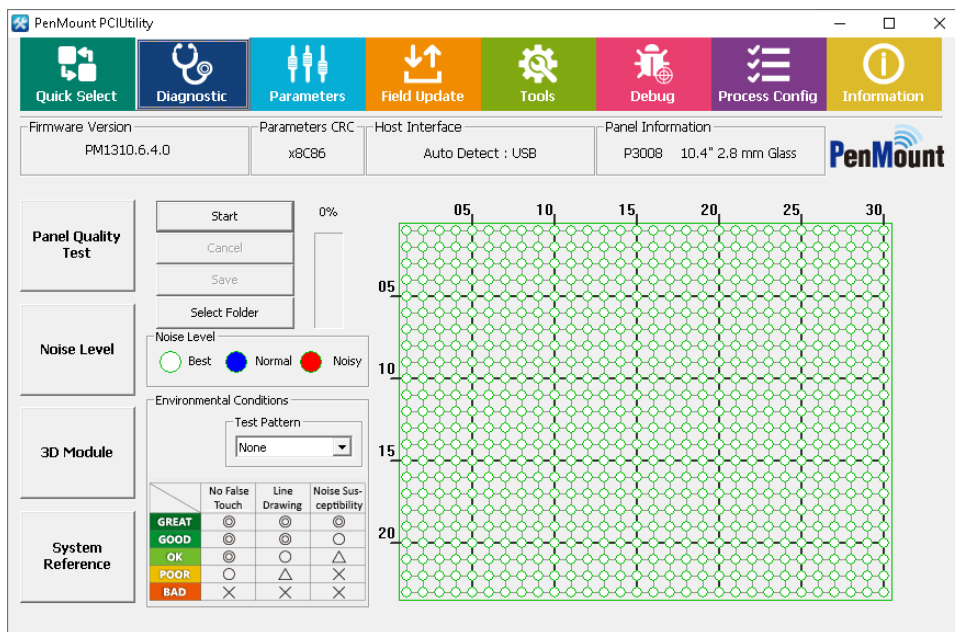 PenMount PCIUtility
Quick Select
Diagnostic
Parameters
Field Update
Tools
Debug
Process Config
Information
Firmware Version
PM1310.6.4.0
Parameters CRC
x8C86
Host Interface
Auto Detect : USB
Panel Information
P3008 10.4" 2.8 mm Glass
PenMount
Panel Quality
Test
Noise Level
3D Module
System
Reference
Start
0%
Cancel
Save
Select Folder
Noise Level
Best
Normal
Noisy
Environmental Conditions
Test Pattern
None
No False
Touch
Line
Drawing
Noise Sus-
ceptibility
GREAT ◎ ◎ ◎
GOOD ◎ ◎ ○
OK ◎ ○ △
POOR ○ △ ×
BAD × × ×
05 10 15 20 25 30
05
10
15
20